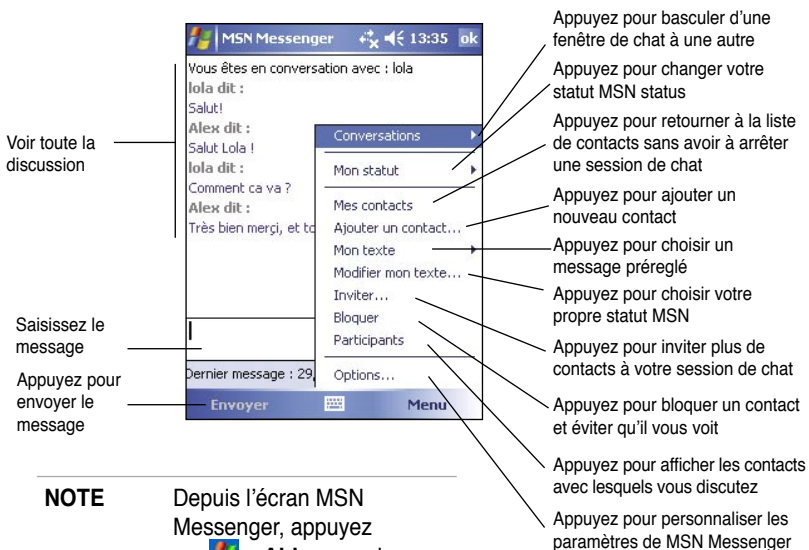 MSN Messenger 13:35 ok
Vous êtes en conversation avec : lola
lola dit :
Salut!
Alex dit :
Salut Lola !
lola dit :
Comment ca va ?
Alex dit :
Très bien merçi, et to
Dernier message : 29,
Envoyer
Menu
Conversations
Mon statut
Mes contacts
Ajouter un contact...
Mon texte
Modifier mon texte...
Inviter...
Bloquer
Participants
Options...
Voir toute la
discussion
Saisissez le
message
Appuyez pour
envoyer le
message
Appuyez pour basculer d'une
fenêtre de chat à une autre
Appuyez pour changer votre
statut MSN status
Appuyez pour retourner à la liste
de contacts sans avoir à arrêter
une session de chat
Appuyez pour ajouter un
nouveau contact
Appuyez pour choisir un
message préreglé
Appuyez pour choisir votre
propre statut MSN
Appuyez pour inviter plus de
contacts à votre session de chat
Appuyez pour bloquer un contact
et éviter qu'il vous voit
Appuyez pour afficher les contacts
avec lesquels vous discutez
Appuyez pour personnaliser les
paramètres de MSN Messenger
NOTE
Depuis l'écran MSN
Messenger, appuyez